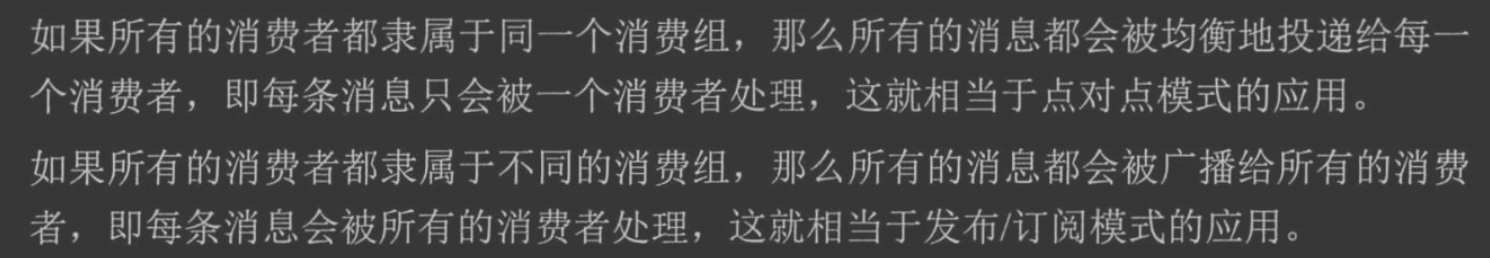 如果所有的消费者都隶属于同一个消费组，那么所有的消息都会被均衡地投递给每一
个消费者，即每条消息只会被一个消费者处理，这就相当于点对点模式的应用。
如果所有的消费者都隶属于不同的消费组，那么所有的消息都会被广播给所有的消费
者，即每条消息会被所有的消费者处理，这就相当于发布/订阅模式的应用。